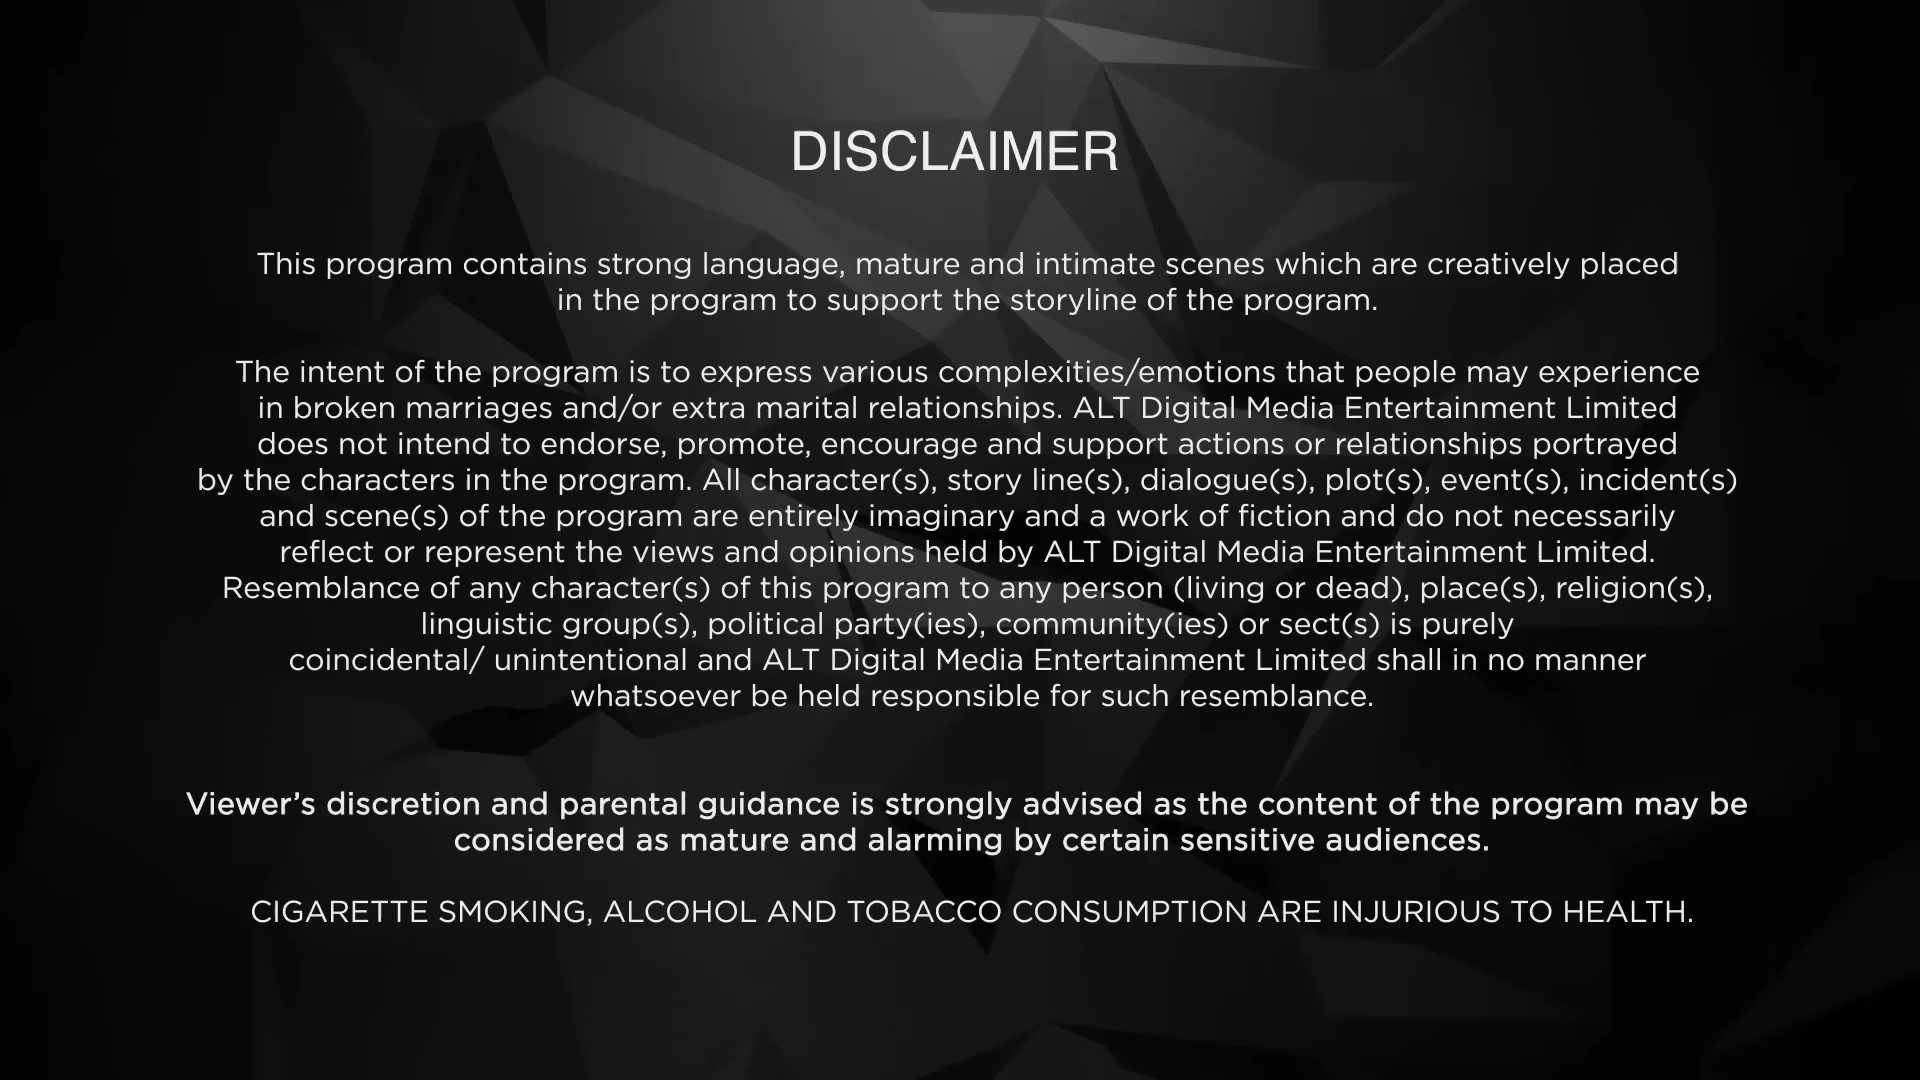 DISCLAIMER
This program contains strong language, mature and intimate scenes which are creatively placed
in the program to support the storyline of the program.
The intent of the program is to express various complexities/emotions that people may experience
in broken marriages and/or extra marital relationships. ALT Digital Media Entertainment Limited
does not intend to endorse, promote, encourage and support actions or relationships portrayed
by the characters in the program. All character(s), story line(s), dialogue(s), plot(s), event(s), incident(s)
and scene(s) of the program are entirely imaginary and a work of fiction and do not necessarily
reflect or represent the views and opinions held by ALT Digital Media Entertainment Limited.
Resemblance of any character(s) of this program to any person (living or dead), place(s), religion(s),
linguistic group(s), political party(ies), community(ies) or sect(s) is purely
coincidental/ unintentional and ALT Digital Media Entertainment Limited shall in no manner
whatsoever be held responsible for such resemblance.
Viewer’s discretion and parental guidance is strongly advised as the content of the program may be
considered as mature and alarming by certain sensitive audiences.
CIGARETTE SMOKING, ALCOHOL AND TOBACCO CONSUMPTION ARE INJURIOUS TO HEALTH.